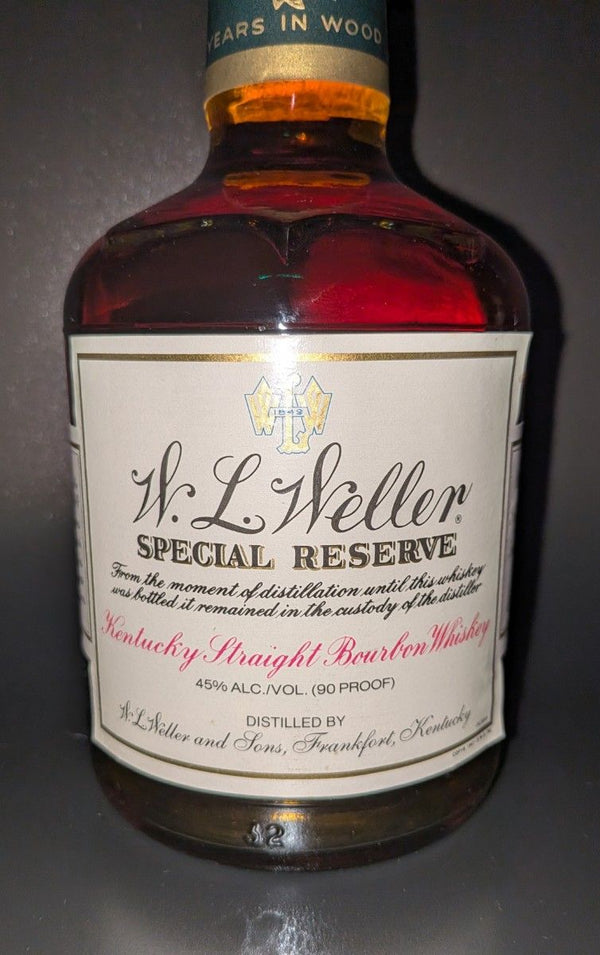 YEARS IN WOOD
1849
W L W
W. L. Weller®
SPECIAL RESERVE
From the moment of distillation until this whiskey
was bottled it remained in the custody of the distiller
Kentucky Straight Bourbon Whiskey
45% ALC./VOL. (90 PROOF)
DISTILLED BY
W. L. Weller and Sons, Frankfort, Kentucky